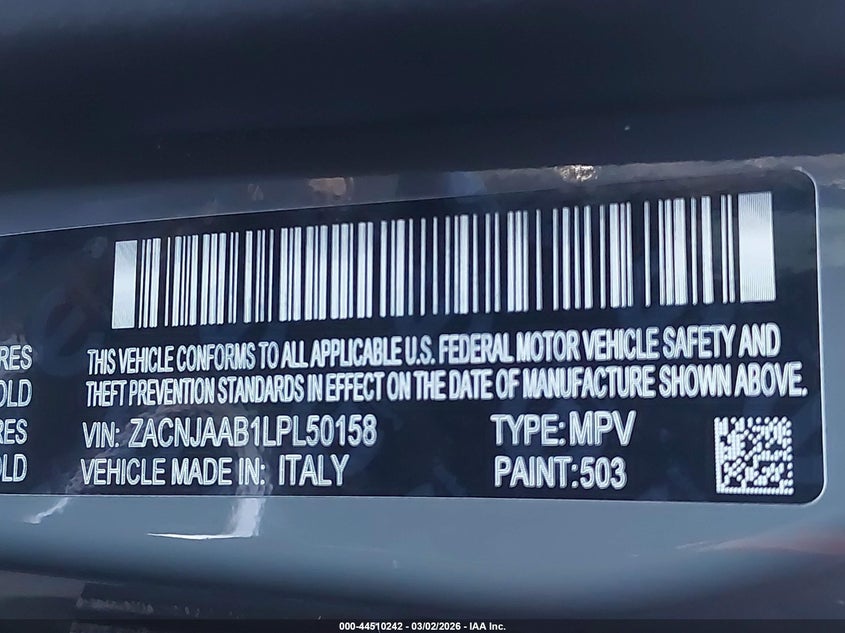 RES
OLD
RES
OLD
THIS VEHICLE CONFORMS TO ALL APPLICABLE U.S. FEDERAL MOTOR VEHICLE SAFETY AND
THEFT PREVENTION STANDARDS IN EFFECT ON THE DATE OF MANUFACTURE SHOWN ABOVE.
VIN: ZACNJAAB1LPL50158 TYPE: MPV
VEHICLE MADE IN: ITALY PAINT:503
000-44510242 - 03/02/2026 - IAA Inc.